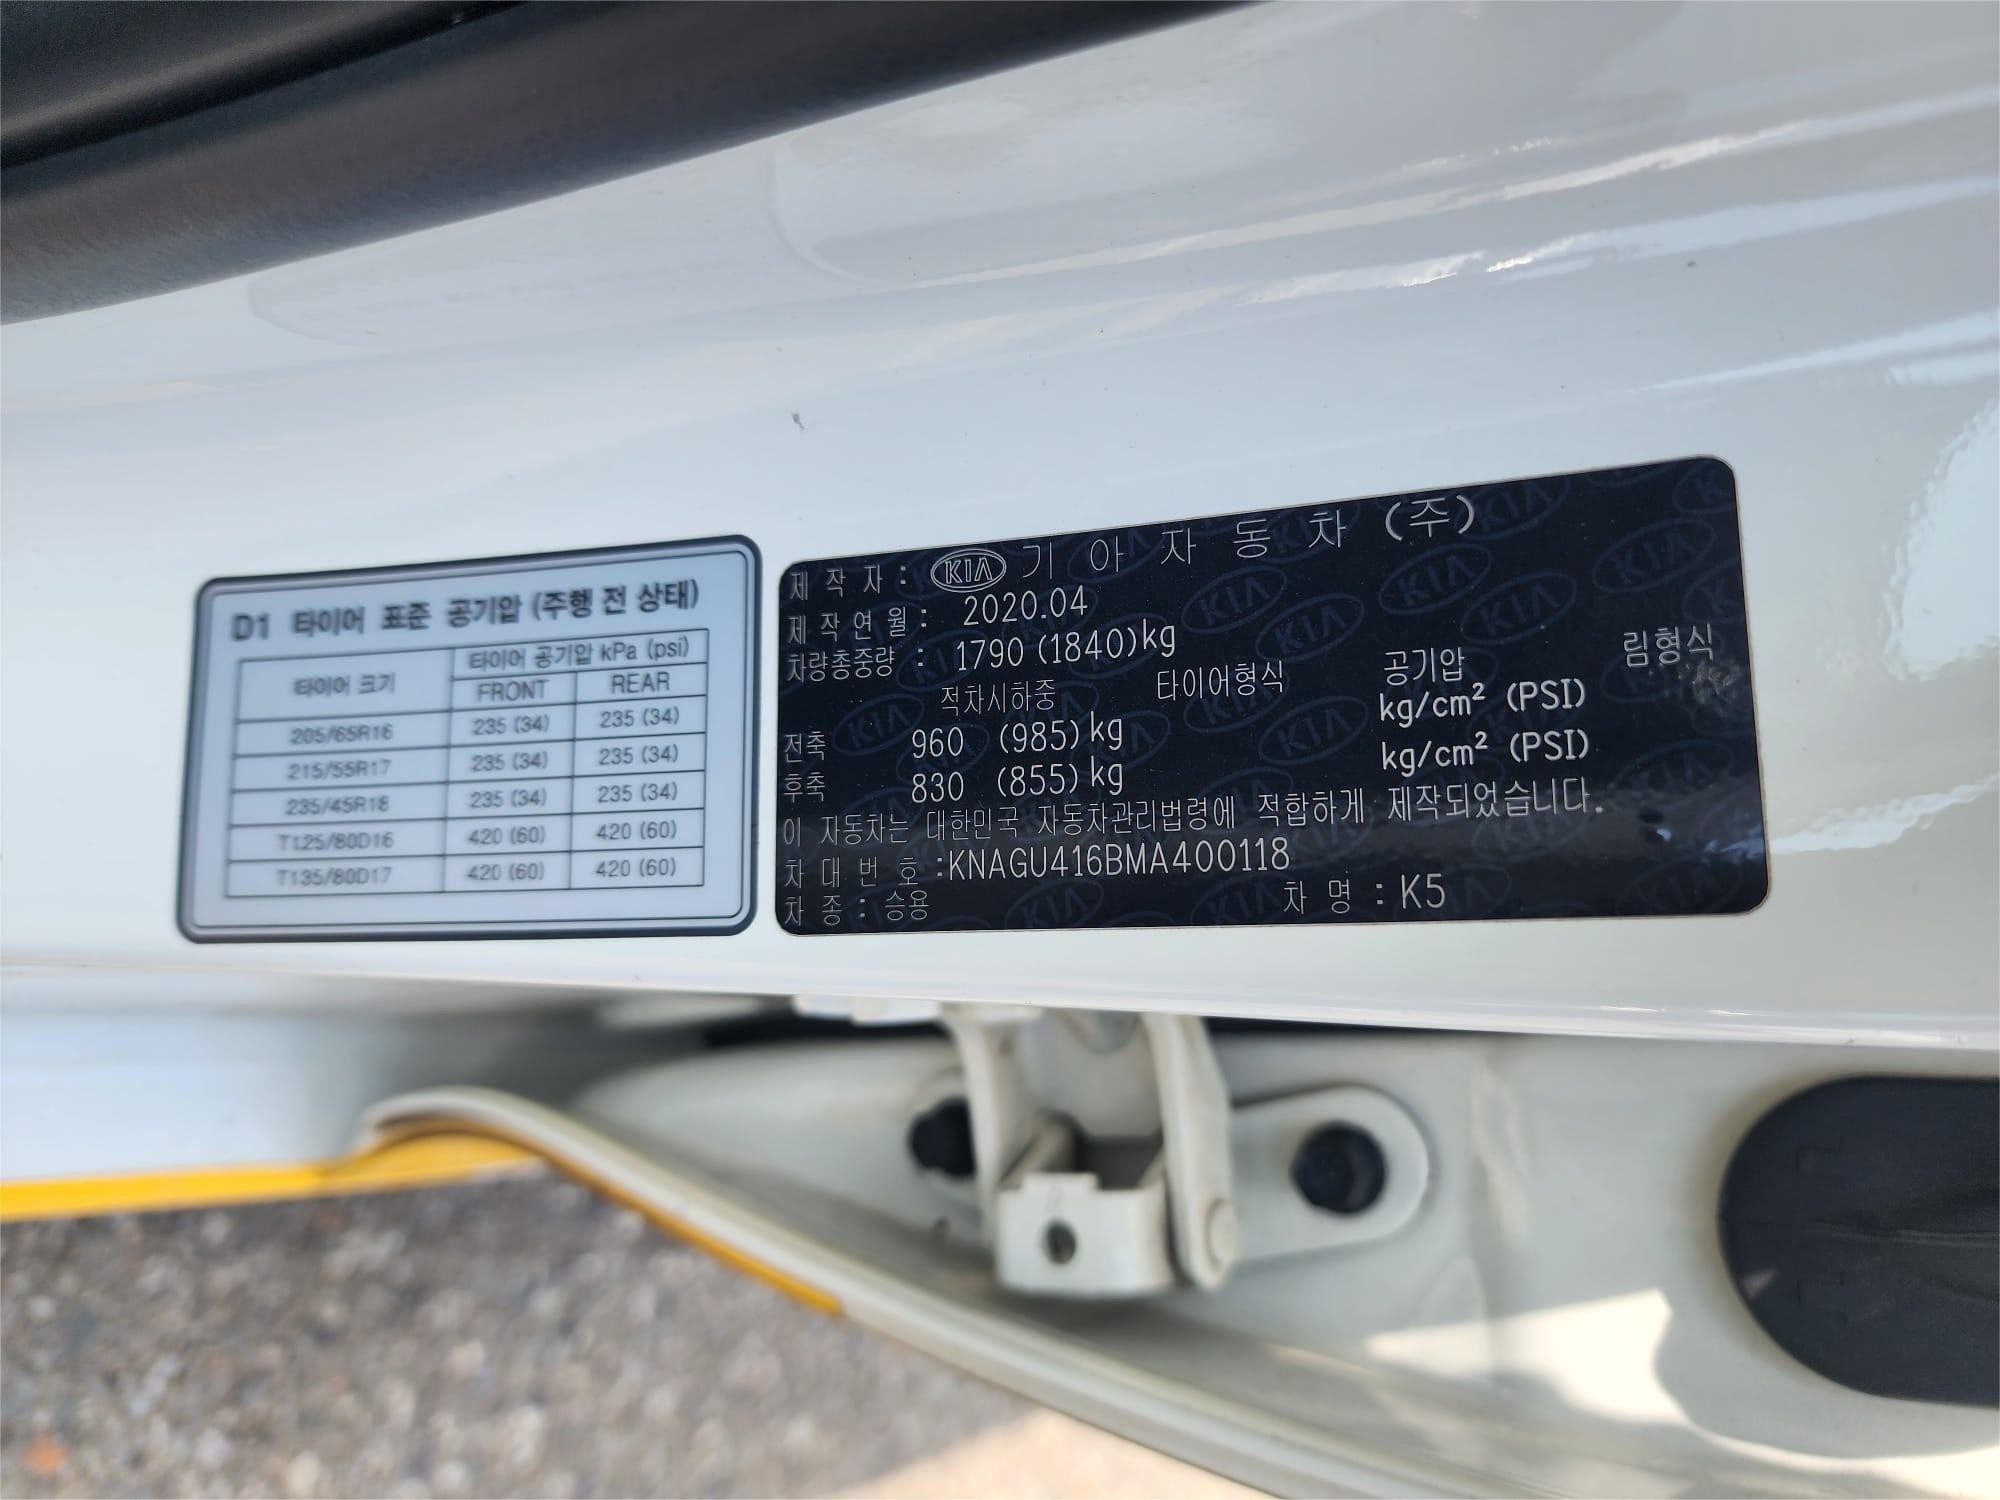 D1 타이어 표준 공기압 (주행 전 상태)
타이어 크기 타이어 공기압 kPa (psi)
FRONT REAR
205/65R16 235 (34) 235 (34)
215/55R17 235 (34) 235 (34)
235/45R18 235 (34) 235 (34)
T125/80D16 420 (60) 420 (60)
T135/80D17 420 (60) 420 (60)
제 작 자 : KIA 기 아 자 동 차 (주)
제 작 연 월 : 2020.04
차량총중량 : 1790 (1840)kg
적차시하중 타이어형식 공기압 림형식
전축 960 (985)kg kg/cm² (PSI)
후축 830 (855)kg kg/cm² (PSI)
이 자동차는 대한민국 자동차관리법령에 적합하게 제작되었습니다.
차 대 번 호 :KNAGU416BMA400118
차 종 : 승용 차 명 : K5